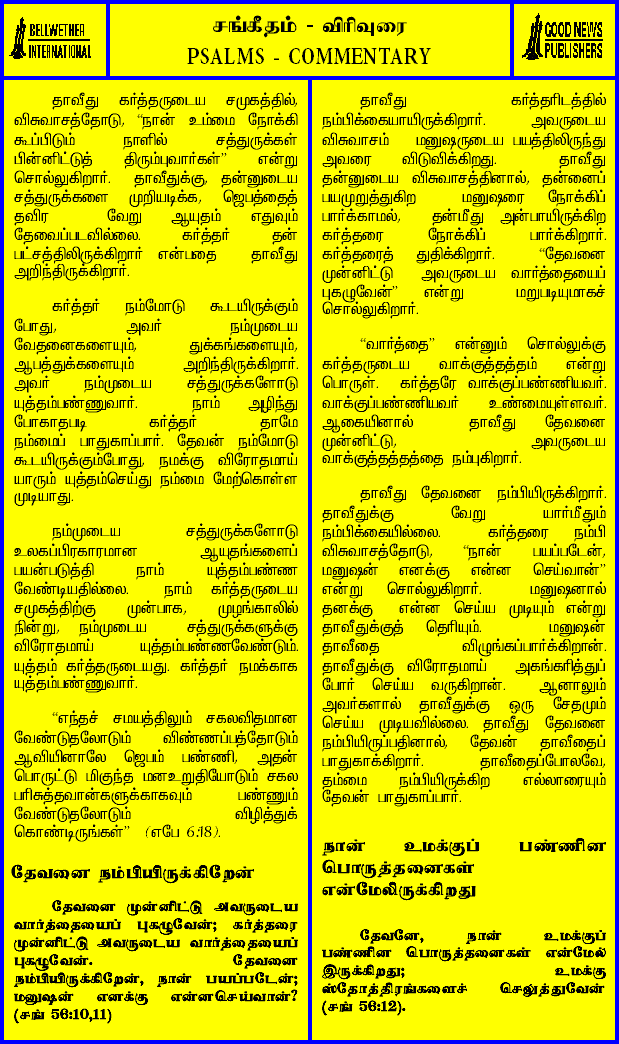 BELLWETHER
INTERNATIONAL
சங்கீதம் - விரிவுரை
PSALMS - COMMENTARY
GOOD NEWS
PUBLISHERS
தாவீது கர்த்தருடைய சமுகத்தில்,
விசுவாசத்தோடு, “நான் உம்மை நோக்கி
கூப்பிடும் நாளில் சத்துருக்கள்
பின்னிட்டுத் திரும்புவார்கள்” என்று
சொல்லுகிறார். தாவீதுக்கு, தன்னுடைய
சத்துருக்களை முறியடிக்க, ஜெபத்தைத்
தவிர வேறு ஆயுதம் எதுவும்
தேவைப்படவில்லை. கர்த்தர் தன்
பட்சத்திலிருக்கிறார் என்பதை தாவீது
அறிந்திருக்கிறார்.
கர்த்தர் நம்மோடு கூடயிருக்கும்
போது, அவர் நம்முடைய
வேதனைகளையும், துக்கங்களையும்,
ஆபத்துக்களையும் அறிந்திருக்கிறார்.
அவர் நம்முடைய சத்துருக்களோடு
யுத்தம்பண்ணுவார். நாம் அழிந்து
போகாதபடி கர்த்தர் தாமே
நம்மைப் பாதுகாப்பார். தேவன் நம்மோடு
கூடயிருக்கும்போது, நமக்கு விரோதமாய்
யாரும் யுத்தம்செய்து நம்மை மேற்கொள்ள
முடியாது.
நம்முடைய சத்துருக்களோடு
உலகப்பிரகாரமான ஆயுதங்களைப்
பயன்படுத்தி நாம் யுத்தம்பண்ண
வேண்டியதில்லை. நாம் கர்த்தருடைய
சமுகத்திற்கு முன்பாக, முழங்காலில்
நின்று, நம்முடைய சத்துருக்களுக்கு
விரோதமாய் யுத்தம்பண்ணவேண்டும்.
யுத்தம் கர்த்தருடையது. கர்த்தர் நமக்காக
யுத்தம்பண்ணுவார்.
“எந்தச் சமயத்திலும் சகலவிதமான
வேண்டுதலோடும் விண்ணப்பத்தோடும்
ஆவியினாலே ஜெபம் பண்ணி, அதன்
பொருட்டு மிகுந்த மனஉறுதியோடும் சகல
பரிசுத்தவான்களுக்காகவும் பண்ணும்
வேண்டுதலோடும் விழித்துக்
கொண்டிருங்கள்” (எபே 6:18).
தேவனை நம்பியிருக்கிறேன்
தேவனை முன்னிட்டு அவருடைய
வார்த்தையைப் புகழுவேன்; கர்த்தரை
முன்னிட்டு அவருடைய வார்த்தையைப்
புகழுவேன். தேவனை
நம்பியிருக்கிறேன், நான் பயப்படேன்;
மனுஷன் எனக்கு என்னசெய்வான்?
(சங் 56:10,11)
தாவீது கர்த்தரிடத்தில்
நம்பிக்கையாயிருக்கிறார். அவருடைய
விசுவாசம் மனுஷருடைய பயத்திலிருந்து
அவரை விடுவிக்கிறது. தாவீது
தன்னுடைய விசுவாசத்தினால், தன்னைப்
பயமுறுத்துகிற மனுஷரை நோக்கிப்
பார்க்காமல், தன்மீது அன்பாயிருக்கிற
கர்த்தரை நோக்கிப் பார்க்கிறார்.
கர்த்தரைத் துதிக்கிறார். “தேவனை
முன்னிட்டு அவருடைய வார்த்தையைப்
புகழுவேன்” என்று மறுபடியுமாகச்
சொல்லுகிறார்.
“வார்த்தை” என்னும் சொல்லுக்கு
கர்த்தருடைய வாக்குத்தத்தம் என்று
பொருள். கர்த்தரே வாக்குப்பண்ணியவர்.
வாக்குப்பண்ணியவர் உண்மையுள்ளவர்.
ஆகையினால் தாவீது தேவனை
முன்னிட்டு, அவருடைய
வாக்குத்தத்தத்தை நம்புகிறார்.
தாவீது தேவனை நம்பியிருக்கிறார்.
தாவீதுக்கு வேறு யார்மீதும்
நம்பிக்கையில்லை. கர்த்தரை நம்பி
விசுவாசத்தோடு, “நான் பயப்படேன்,
மனுஷன் எனக்கு என்ன செய்வான்”
என்று சொல்லுகிறார். மனுஷனால்
தனக்கு என்ன செய்ய முடியும் என்று
தாவீதுக்குத் தெரியும். மனுஷன்
தாவீதை விழுங்கப்பார்க்கிறான்.
தாவீதுக்கு விரோதமாய் அகங்கரித்துப்
போர் செய்ய வருகிறான். ஆனாலும்
அவர்களால் தாவீதுக்கு ஒரு சேதமும்
செய்ய முடியவில்லை. தாவீது தேவனை
நம்பியிருப்பதினால், தேவன் தாவீதைப்
பாதுகாக்கிறார். தாவீதைப்போலவே,
தம்மை நம்பியிருக்கிற எல்லாரையும்
தேவன் பாதுகாப்பார்.
நான் உமக்குப் பண்ணின
பொருத்தனைகள்
என்மேலிருக்கிறது
தேவனே, நான் உமக்குப்
பண்ணின பொருத்தனைகள் என்மேல்
இருக்கிறது; உமக்கு
ஸ்தோத்திரங்களைச் செலுத்துவேன்
(சங் 56:12).